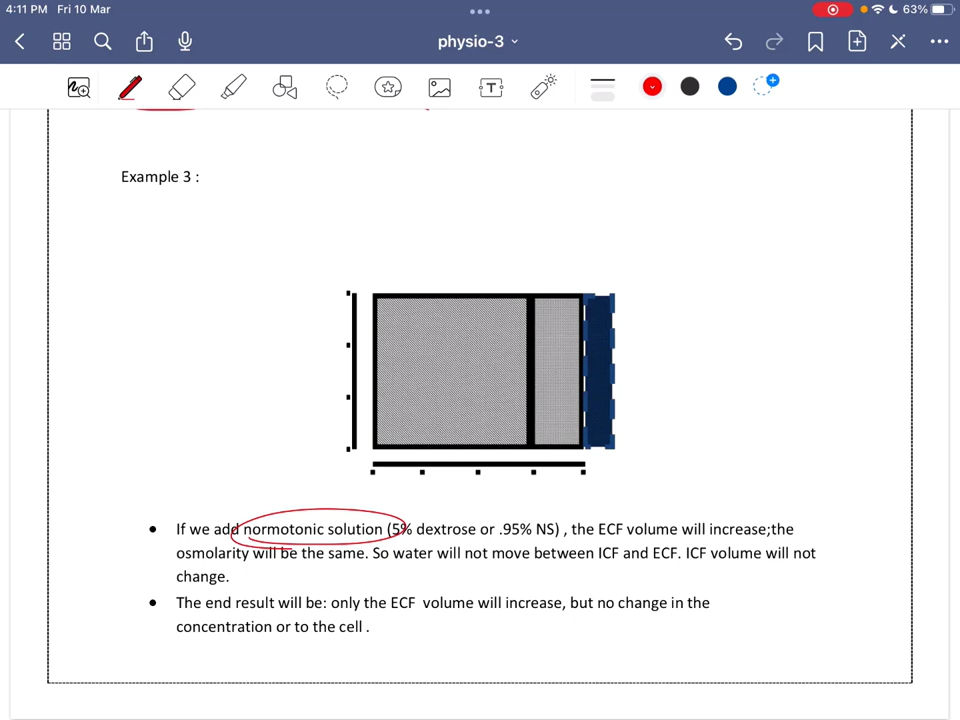 4:11 PM Fri 10 Mar
63%
physio-3
T
Example 3 :
If we add normotonic solution (5% dextrose or .95% NS) , the ECF volume will increase;the
osmolarity will be the same. So water will not move between ICF and ECF. ICF volume will not
change.
The end result will be: only the ECF volume will increase, but no change in the
concentration or to the cell .